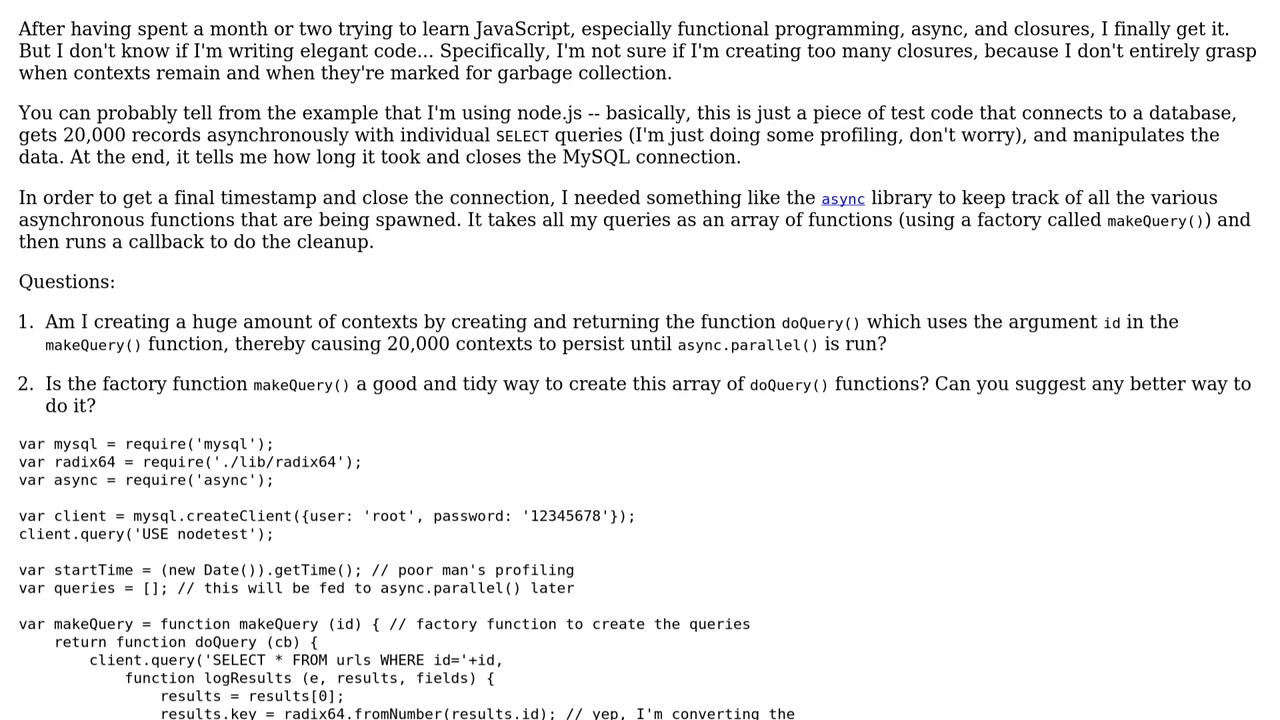 After having spent a month or two trying to learn JavaScript, especially functional programming, async, and closures, I finally get it.
But I don't know if I'm writing elegant code... Specifically, I'm not sure if I'm creating too many closures, because I don't entirely grasp
when contexts remain and when they're marked for garbage collection.
You can probably tell from the example that I'm using node.js -- basically, this is just a piece of test code that connects to a database,
gets 20,000 records asynchronously with individual SELECT queries (I'm just doing some profiling, don't worry), and manipulates the
data. At the end, it tells me how long it took and closes the MySQL connection.
In order to get a final timestamp and close the connection, I needed something like the async library to keep track of all the various
asynchronous functions that are being spawned. It takes all my queries as an array of functions (using a factory called makeQuery()) and
then runs a callback to do the cleanup.
Questions:
1. Am I creating a huge amount of contexts by creating and returning the function doQuery() which uses the argument id in the
makeQuery() function, thereby causing 20,000 contexts to persist until async.parallel() is run?
2. Is the factory function makeQuery() a good and tidy way to create this array of doQuery() functions? Can you suggest any better way to
do it?
var mysql = require('mysql');
var radix64 = require('./lib/radix64');
var async = require('async');
var client = mysql.createClient({user: 'root', password: '12345678'});
client.query('USE nodetest');
var startTime = (new Date()).getTime(); // poor man's profiling
var queries = []; // this will be fed to async.parallel() later
var makeQuery = function makeQuery (id) { // factory function to create the queries
    return function doQuery (cb) {
        client.query('SELECT * FROM urls WHERE id='+id,
            function logResults (e, results, fields) {
                results = results[0];
                results.key = radix64.fromNumber(results.id); // yep, I'm converting the